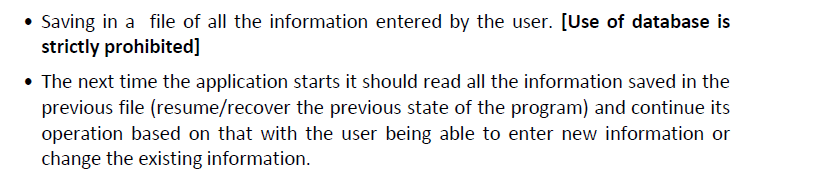 • Saving in a file of all the information entered by the user. [Use of database is
strictly prohibited]
• The next time the application starts it should read all the information saved in the
previous file (resume/recover the previous state of the program) and continue its
operation based on that with the user being able to enter new information or
change the existing information.